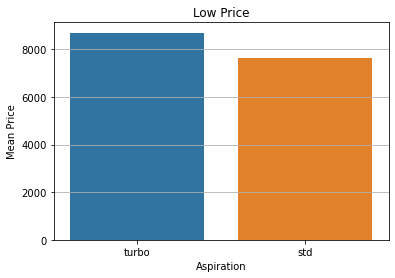 Low Price
Mean Price
8000
6000
4000
2000
0
turbo
std
Aspiration